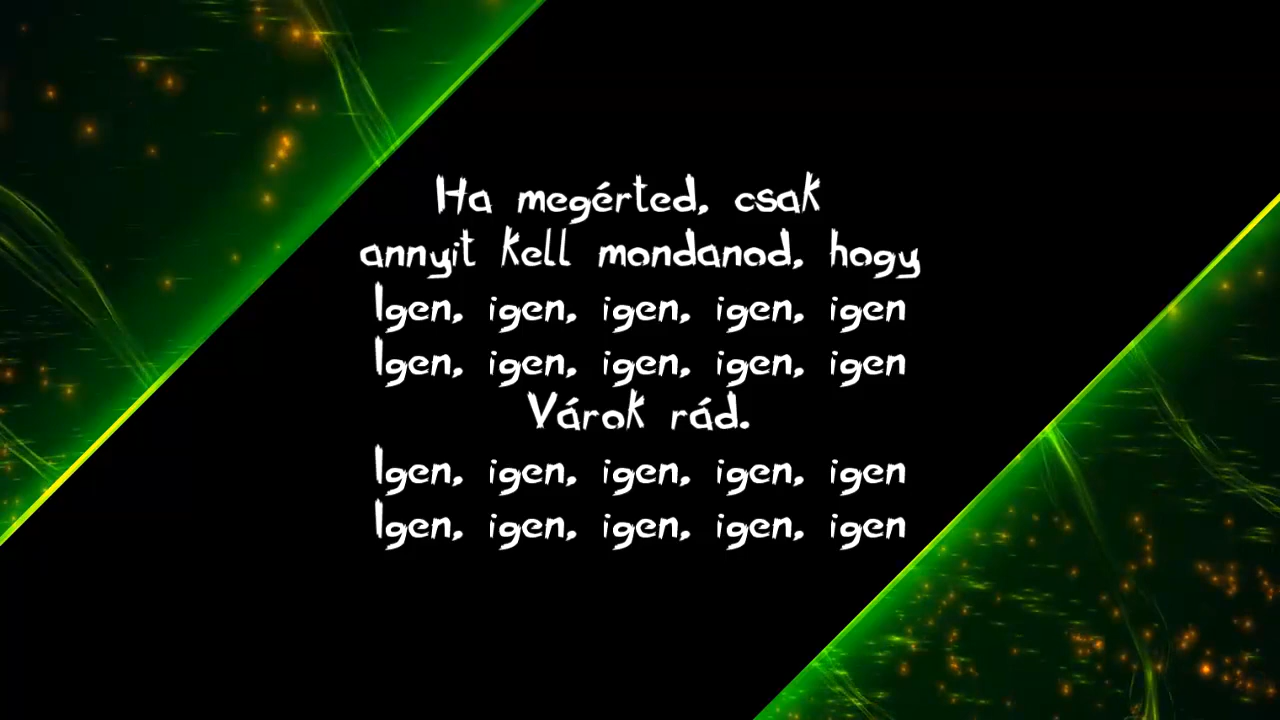 Ha megérted, csak
annyit kell mondanod, hogy
Igen, igen, igen, igen, igen
Igen, igen, igen, igen, igen
Várok rád.
Igen, igen, igen, igen, igen
Igen, igen, igen, igen, igen